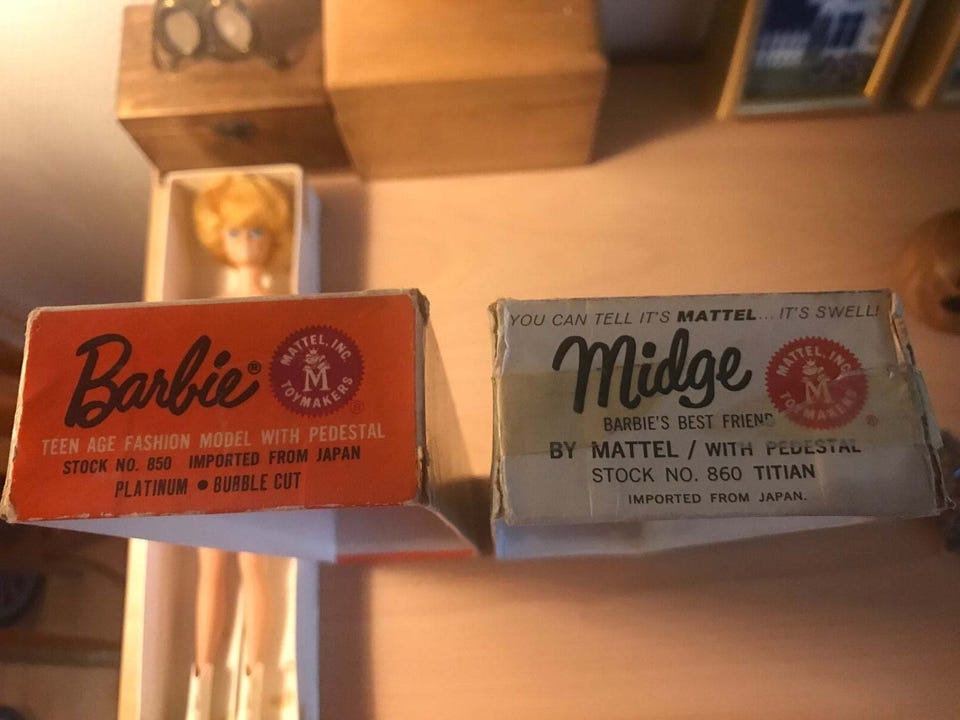 Barbie®
MATTEL, INC.
M
TOYMAKERS
®
TEEN AGE FASHION MODEL WITH PEDESTAL
STOCK NO. 850 IMPORTED FROM JAPAN
PLATINUM • BUBBLE CUT
YOU CAN TELL IT'S MATTEL... IT'S SWELL!
Midge
MATTEL, INC.
M
TOYMAKERS
®
BARBIE'S BEST FRIEND
BY MATTEL / WITH PEDESTAL
STOCK NO. 860 TITIAN
IMPORTED FROM JAPAN.